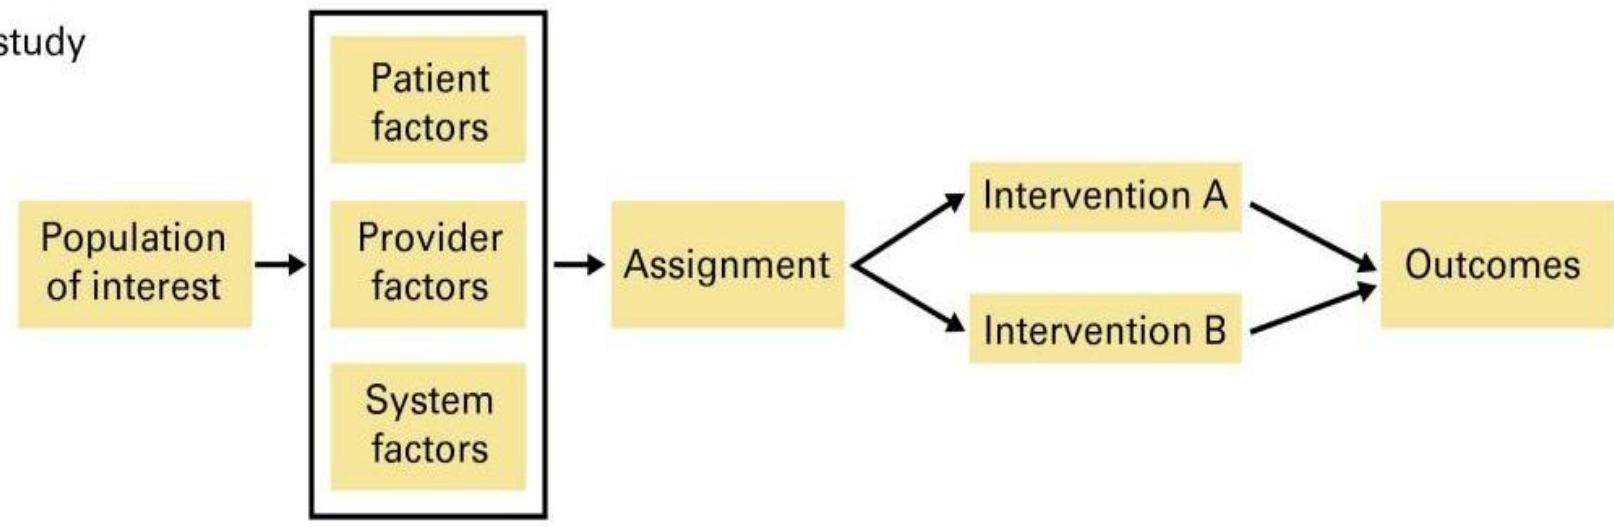 study
Patient
factors
Population
of interest
Provider
factors
System
factors
Assignment
Intervention A
Intervention B
Outcomes